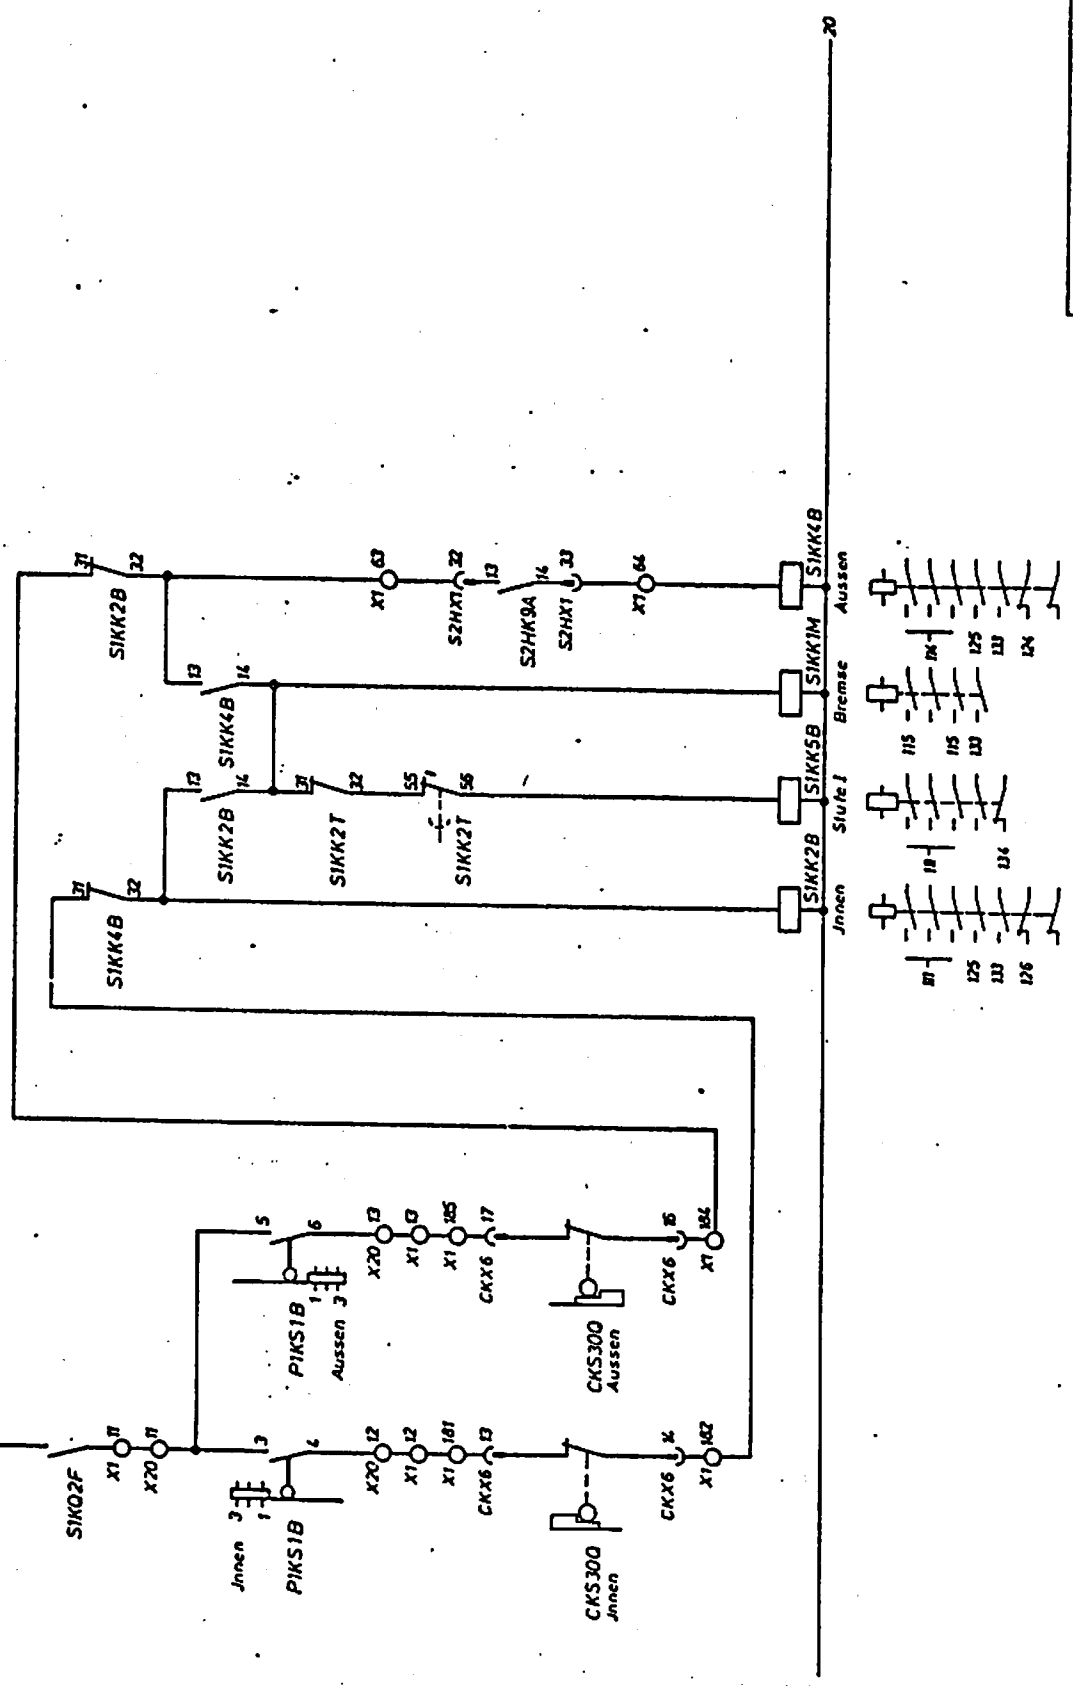 20
31
32
S1KK2B
X1
63
S2HX1
32
13
S2HK9A
14
S2HX1
33
X1
64
S1KK4B
Aussen
13
14
S1KK4B
S1KK1M
Bremse
13
14
S1KK2B
31
32
S1KK2T
55
56
S1KK2T
S1KK5B
31
32
S1KK4B
S1KK2B
Jnnen
125
133
124
115
115
133
134
125
133
126
5
6
P1KS1B
1
3
Aussen
X20
13
X1
13
X1
185
CKX6
17
CKS30Q
Aussen
CKX6
X1
184
S1KQ2F
X1
11
X20
11
3
4
Jnnen
3
1
P1KS1B
X20
12
X1
12
X1
181
CKX6
13
CKS30Q
Jnnen
CKX6
14
X1
182